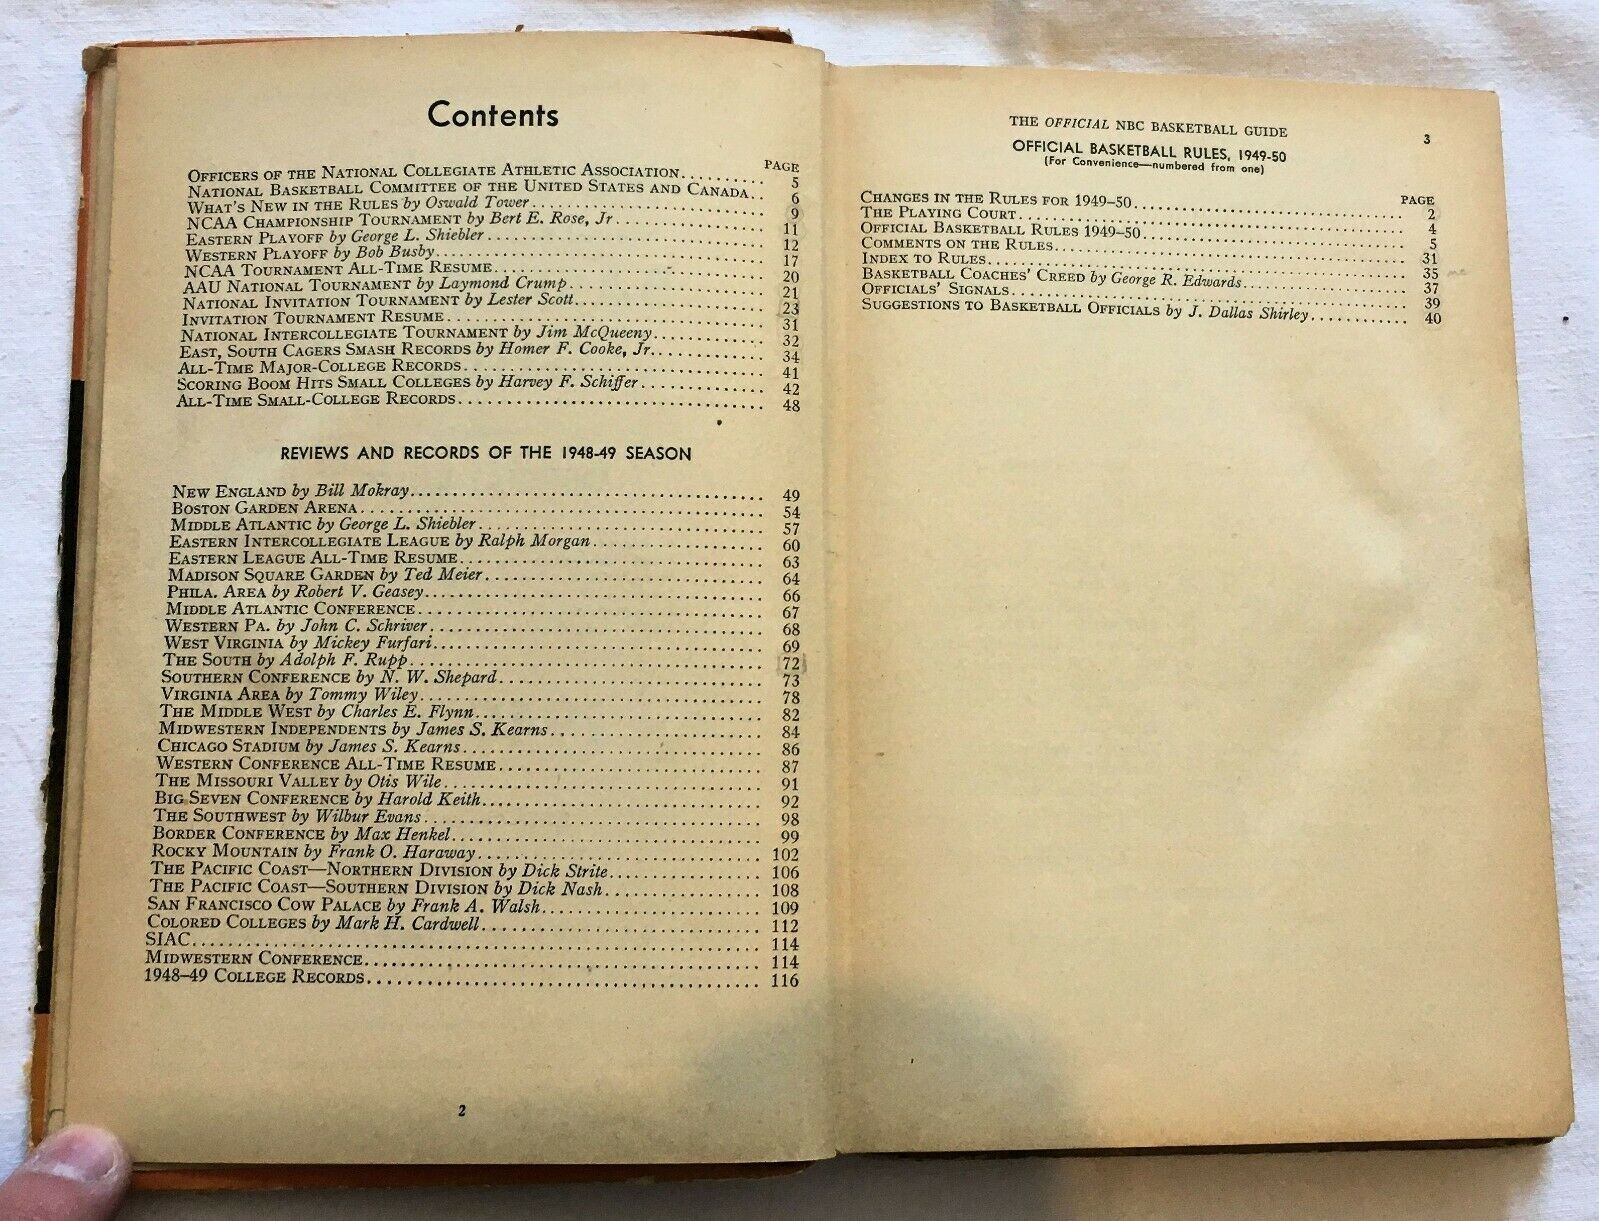 Contents
PAGE
Officers of the National Collegiate Athletic Association.......... 5
National Basketball Committee of the United States and Canada.. 6
What's New in the Rules by Oswald Tower.......... 9
NCAA Championship Tournament by Bert E. Rose, Jr.......... 11
Eastern Playoff by George L. Shiebler.......... 12
Western Playoff by Bob Busby.......... 17
NCAA Tournament All-Time Resume.......... 20
AAU National Tournament by Laymond Crump.......... 21
National Invitation Tournament by Lester Scott.......... 23
Invitation Tournament Resume.......... 31
National Intercollegiate Tournament by Jim McQueeny.......... 32
East, South Cagers Smash Records by Homer F. Cooke, Jr.......... 34
All-Time Major-College Records.......... 41
Scoring Boom Hits Small Colleges by Harvey F. Schiffer.......... 42
All-Time Small-College Records.......... 48
REVIEWS AND RECORDS OF THE 1948-49 SEASON
New England by Bill Mokray.......... 49
Boston Garden Arena.......... 54
Middle Atlantic by George L. Shiebler.......... 57
Eastern Intercollegiate League by Ralph Morgan.......... 60
Eastern League All-Time Resume.......... 63
Madison Square Garden by Ted Meier.......... 64
Phila. Area by Robert V. Geasey.......... 66
Middle Atlantic Conference.......... 67
Western Pa. by John C. Schriver.......... 68
West Virginia by Mickey Furfari.......... 69
The South by Adolph F. Rupp.......... 72
Southern Conference by N. W. Shepard.......... 73
Virginia Area by Tommy Wiley.......... 78
The Middle West by Charles E. Flynn.......... 82
Midwestern Independents by James S. Kearns.......... 84
Chicago Stadium by James S. Kearns.......... 86
Western Conference All-Time Resume.......... 87
The Missouri Valley by Otis Wile.......... 91
Big Seven Conference by Harold Keith.......... 92
The Southwest by Wilbur Evans.......... 98
Border Conference by Max Henkel.......... 99
Rocky Mountain by Frank O. Haraway.......... 102
The Pacific Coast—Northern Division by Dick Strite.......... 106
The Pacific Coast—Southern Division by Dick Nash.......... 108
San Francisco Cow Palace by Frank A. Walsh.......... 109
Colored Colleges by Mark H. Cardwell.......... 112
SIAC.......... 114
Midwestern Conference.......... 114
1948-49 College Records.......... 116
2
THE OFFICIAL NBC BASKETBALL GUIDE 3
OFFICIAL BASKETBALL RULES, 1949-50
(For Convenience—numbered from one)
PAGE
Changes in the Rules for 1949-50.......... 2
The Playing Court.......... 4
Official Basketball Rules 1949-50.......... 5
Comments on the Rules.......... 31
Index to Rules.......... 35
Basketball Coaches' Creed by George R. Edwards.......... 37
Officials' Signals.......... 39
Suggestions to Basketball Officials by J. Dallas Shirley.......... 40